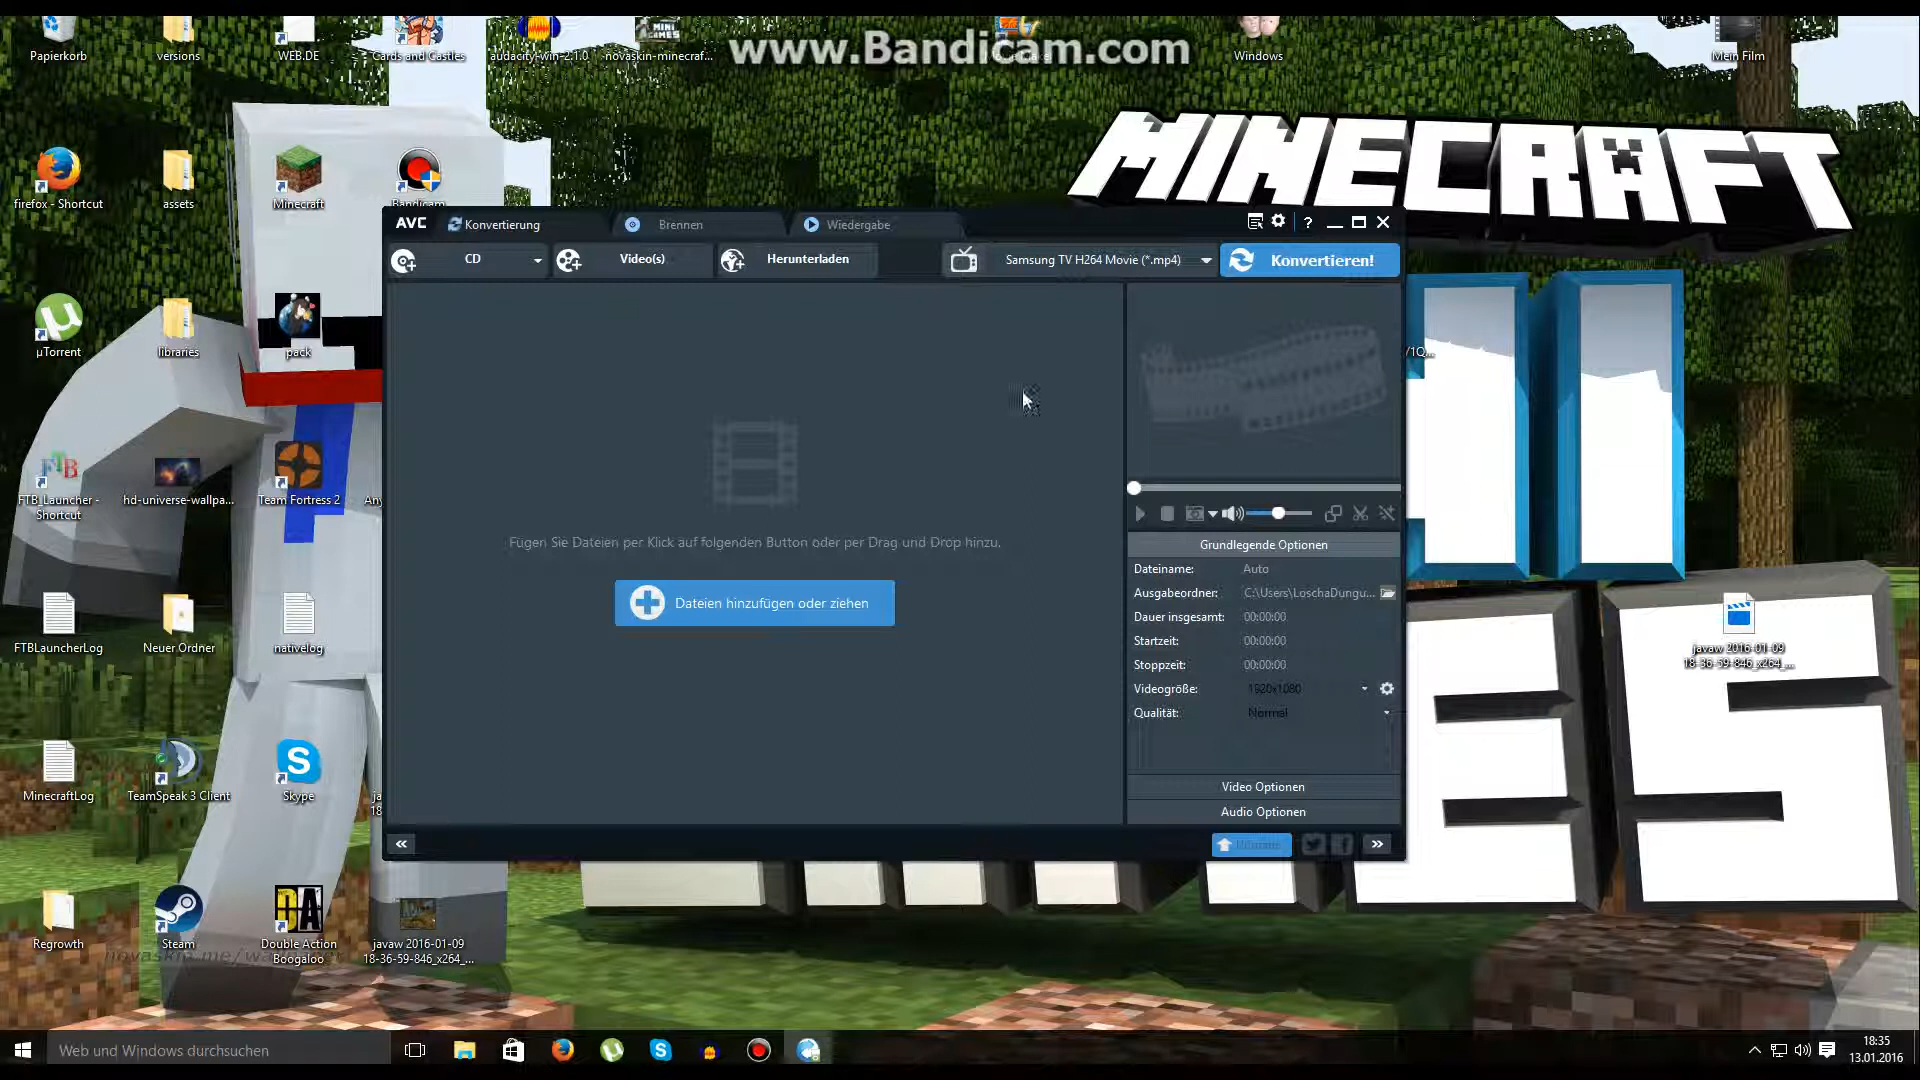 www.Bandicam.com
Papierkorb
versions
WEB.DE
Cards and Castles
audacity-win-2.1.0
novaskin-minecraf...
Windows
Mein Film
MINI
GAMES
MINECRAFT
firefox - Shortcut
assets
Minecraft
Bandicam
AVC
Konvertierung
Brennen
Wiedergabe
?
CD
Video(s)
Herunterladen
Samsung TV H264 Movie (*.mp4)
Konvertieren!
µTorrent
libraries
pack
/1Q...
FTB_Launcher -
Shortcut
hd-universe-wallpa...
Team Fortress 2
Fügen Sie Dateien per Klick auf folgenden Button oder per Drag und Drop hinzu.
Dateien hinzufügen oder ziehen
Grundlegende Optionen
Dateiname: Auto
Ausgabeordner: C:\Users\LoschaDungu...
Dauer insgesamt: 00:00:00
Startzeit: 00:00:00
Stoppzeit: 00:00:00
Videogröße: 1920x1080
Qualität: Normal
Video Optionen
Audio Optionen
FTBLauncherLog
Neuer Ordner
nativelog
javaw 2016-01-09
18-36-59-846_x264_...
MinecraftLog
TeamSpeak 3 Client
Skype
Regrowth
Steam
DA
Double Action
Boogaloo
javaw 2016-01-09
18-36-59-846_x264_...
Web und Windows durchsuchen
18:35
13.01.2016